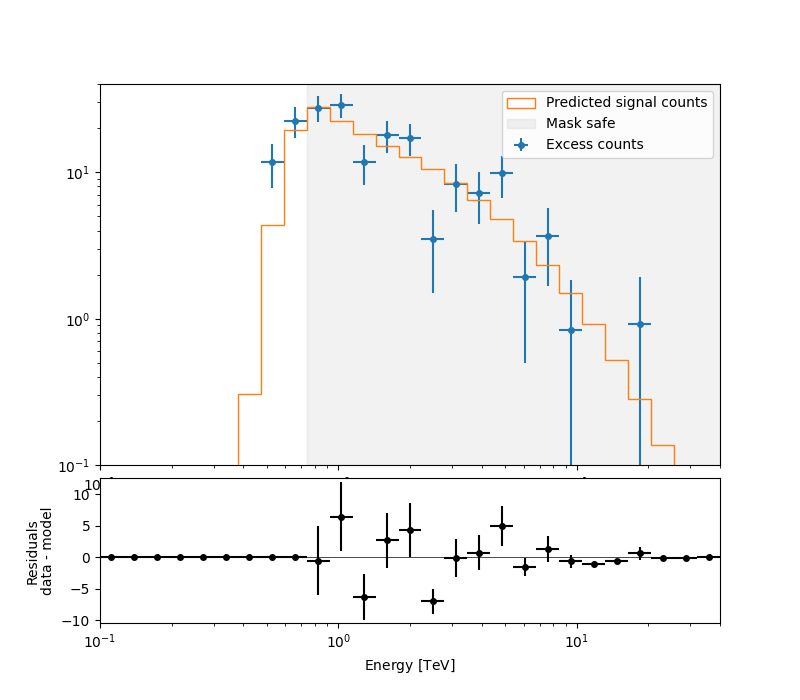 Predicted signal counts
Mask safe
Excess counts
10¹
10⁰
10⁻¹
10
10
5
0
−5
−10
Residuals
data - model
10⁻¹ 10⁰ 10¹
Energy [TeV]